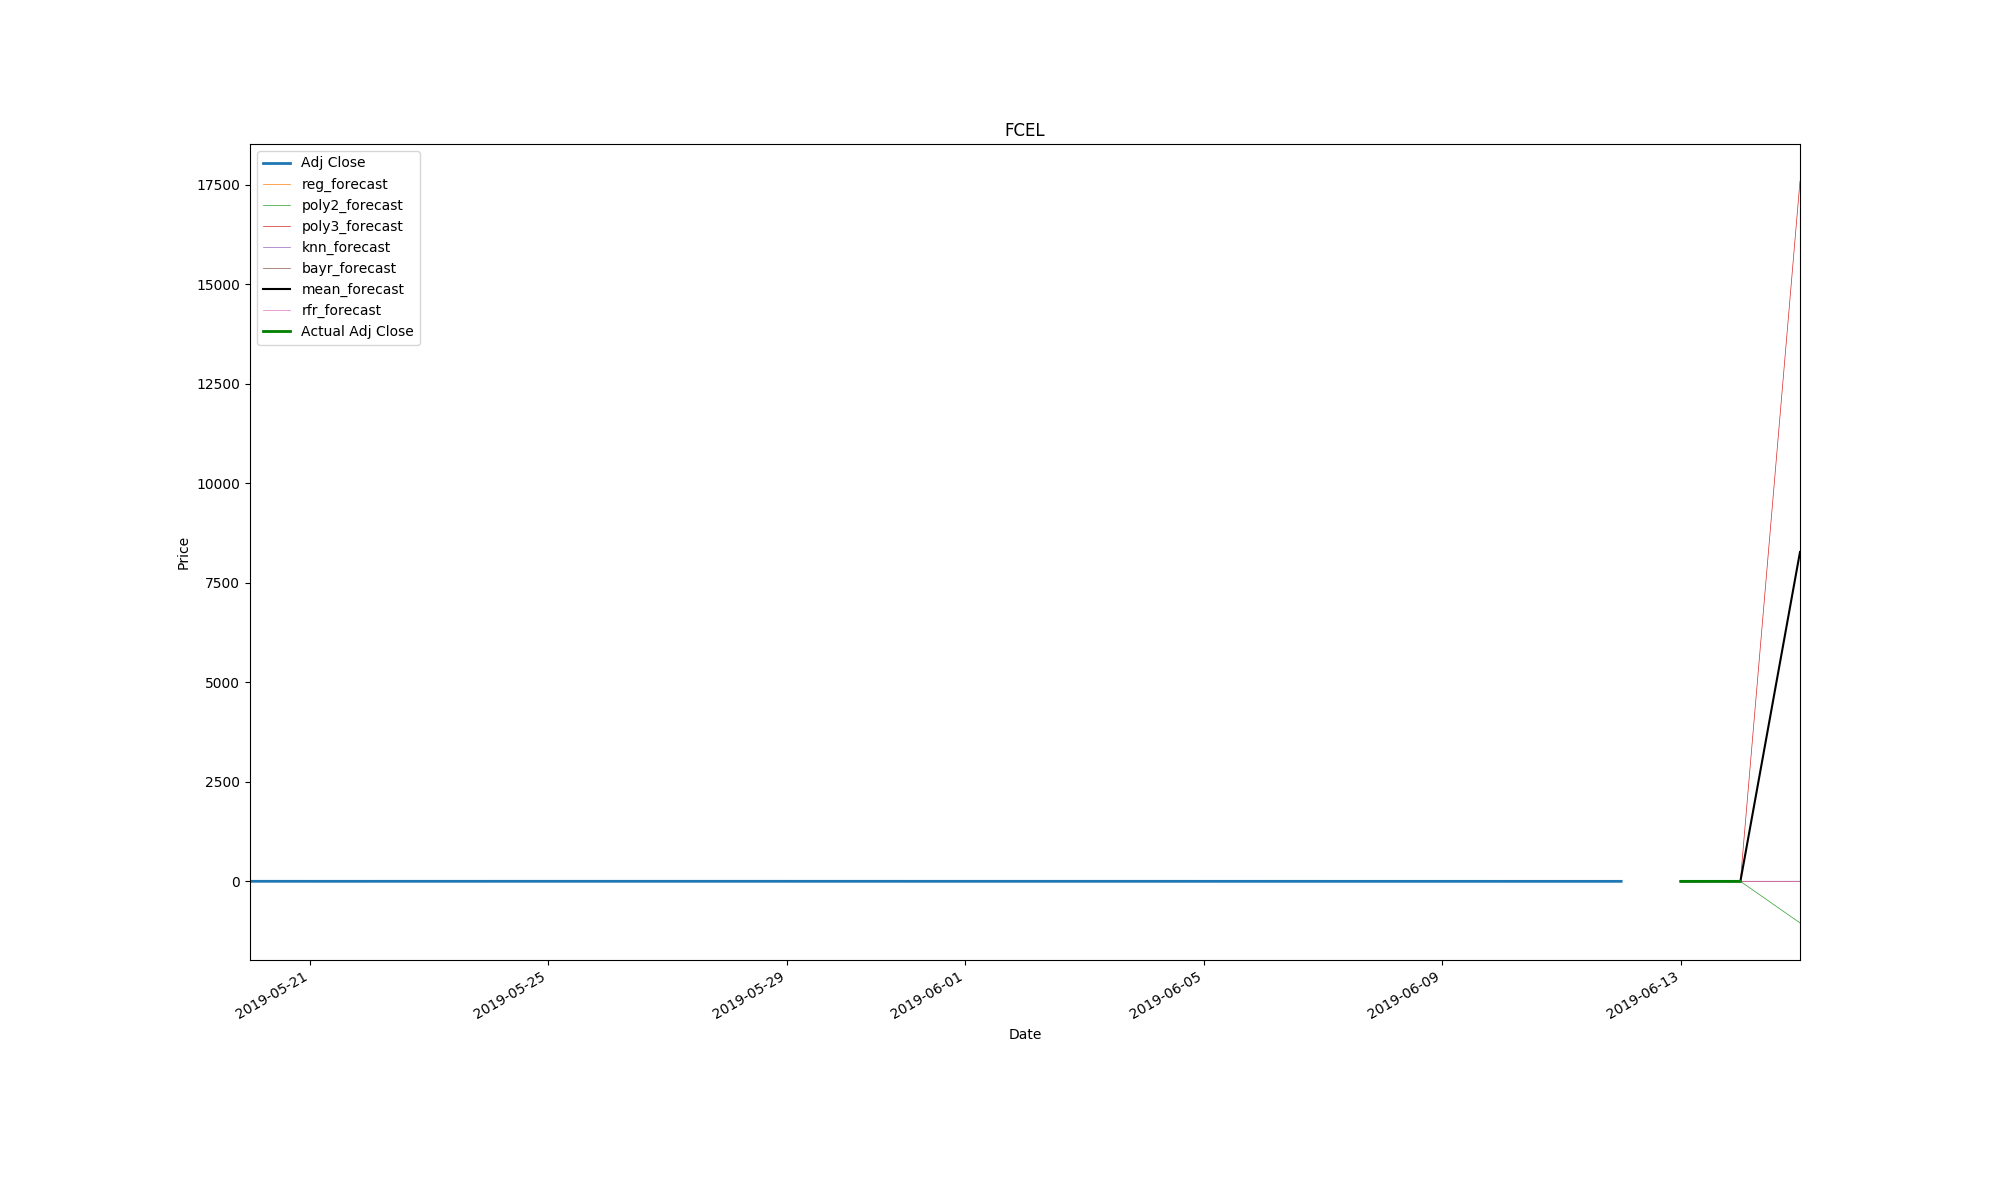 FCEL
Adj Close
reg_forecast
poly2_forecast
poly3_forecast
knn_forecast
bayr_forecast
mean_forecast
rfr_forecast
Actual Adj Close
17500
15000
12500
10000
7500
5000
2500
0
Price
2019-05-21
2019-05-25
2019-05-29
2019-06-01
2019-06-05
2019-06-09
2019-06-13
Date